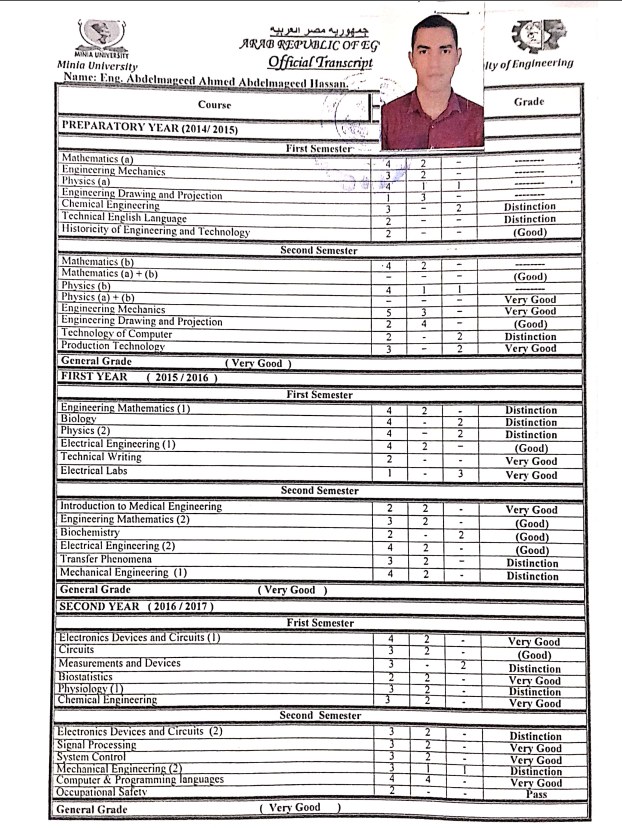 جمهورية مصر العربية
MINIA UNIVERSITY
ARAB REPUBLIC OF EG
Minia University
Official Transcript
lty of Engineering
Name: Eng. Abdelmageed Ahmed Abdelmageed Hassan.
Course Grade
PREPARATORY YEAR (2014/ 2015)
First Semester
Mathematics (a) 4 2 – --------
Engineering Mechanics 3 2 – --------
Physics (a) 4 1 1 --------
Engineering Drawing and Projection 1 3 – --------
Chemical Engineering 3 – 2 Distinction
Technical English Language 2 – – Distinction
Historicity of Engineering and Technology 2 – – (Good)
Second Semester
Mathematics (b) 4 2 – --------
Mathematics (a) + (b) – – – (Good)
Physics (b) 4 1 1 --------
Physics (a) + (b) – – – Very Good
Engineering Mechanics 5 3 – Very Good
Engineering Drawing and Projection 2 4 – (Good)
Technology of Computer 2 - 2 Distinction
Production Technology 3 – 2 Very Good
General Grade ( Very Good )
FIRST YEAR ( 2015 / 2016 )
First Semester
Engineering Mathematics (1) 4 2 - Distinction
Biology 4 - 2 Distinction
Physics (2) 4 – 2 Distinction
Electrical Engineering (1) 4 2 – (Good)
Technical Writing 2 - - Very Good
Electrical Labs 1 - 3 Very Good
Second Semester
Introduction to Medical Engineering 2 2 - Very Good
Engineering Mathematics (2) 3 2 - (Good)
Biochemistry 2 - 2 (Good)
Electrical Engineering (2) 4 2 - (Good)
Transfer Phenomena 3 2 – Distinction
Mechanical Engineering (1) 4 2 - Distinction
General Grade ( Very Good )
SECOND YEAR ( 2016 / 2017 )
Frist Semester
Electronics Devices and Circuits (1) 4 2 - Very Good
Circuits 3 2 - (Good)
Measurements and Devices 3 - 2 Distinction
Biostatistics 2 2 - Very Good
Physiology (1) 3 2 - Distinction
Chemical Engineering 3 2 - Very Good
Second Semester
Electronics Devices and Circuits (2) 3 2 - Distinction
Signal Processing 3 2 - Very Good
System Control 3 2 - Very Good
Mechanical Engineering (2) 3 1 1 Distinction
Computer & Programming languages 4 4 - Very Good
Occupational Safety 2 - - Pass
General Grade ( Very Good )